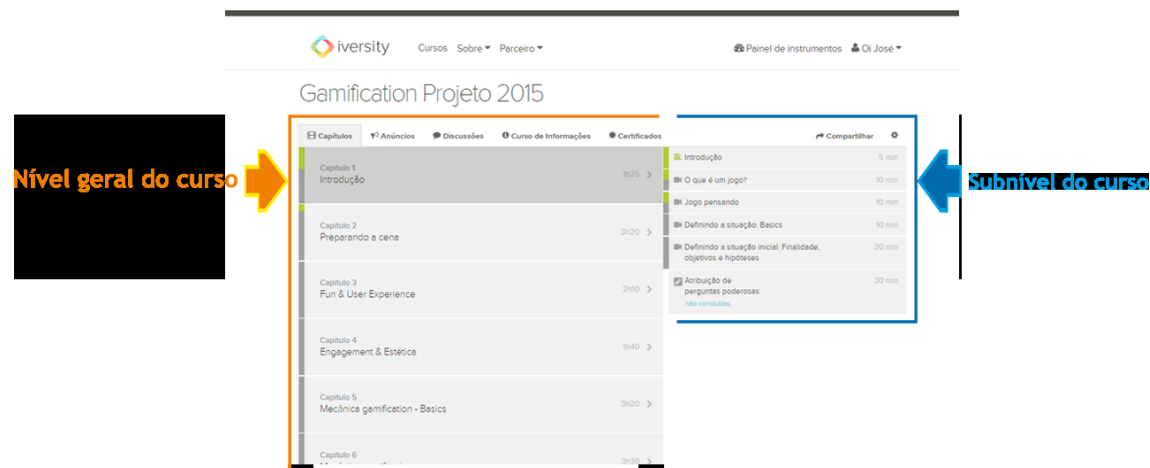 iversity
Cursos Sobre Parceiro
Painel de instrumentos Oi José
Gamification Projeto 2015
Nível geral do curso
Capítulos Anúncios Discussões Curso de Informações Certificados
Compartilhar
Capítulo 1
Introdução
1h25
Capítulo 2
Preparando a cena
3h20
Capítulo 3
Fun & User Experience
2h10
Capítulo 4
Engagement & Estética
1h40
Capítulo 5
Mecânica gamification - Basics
3h20
Capítulo 6
3h20
Introdução 5 min
O que é um jogo? 10 min
Jogo pensando 10 min
Definindo a situação: Basics 10 min
Definindo a situação inicial: Finalidade, 20 min
objetivos e hipóteses
Atribuição de 30 min
perguntas poderosas
não concluídas
Subnível do curso